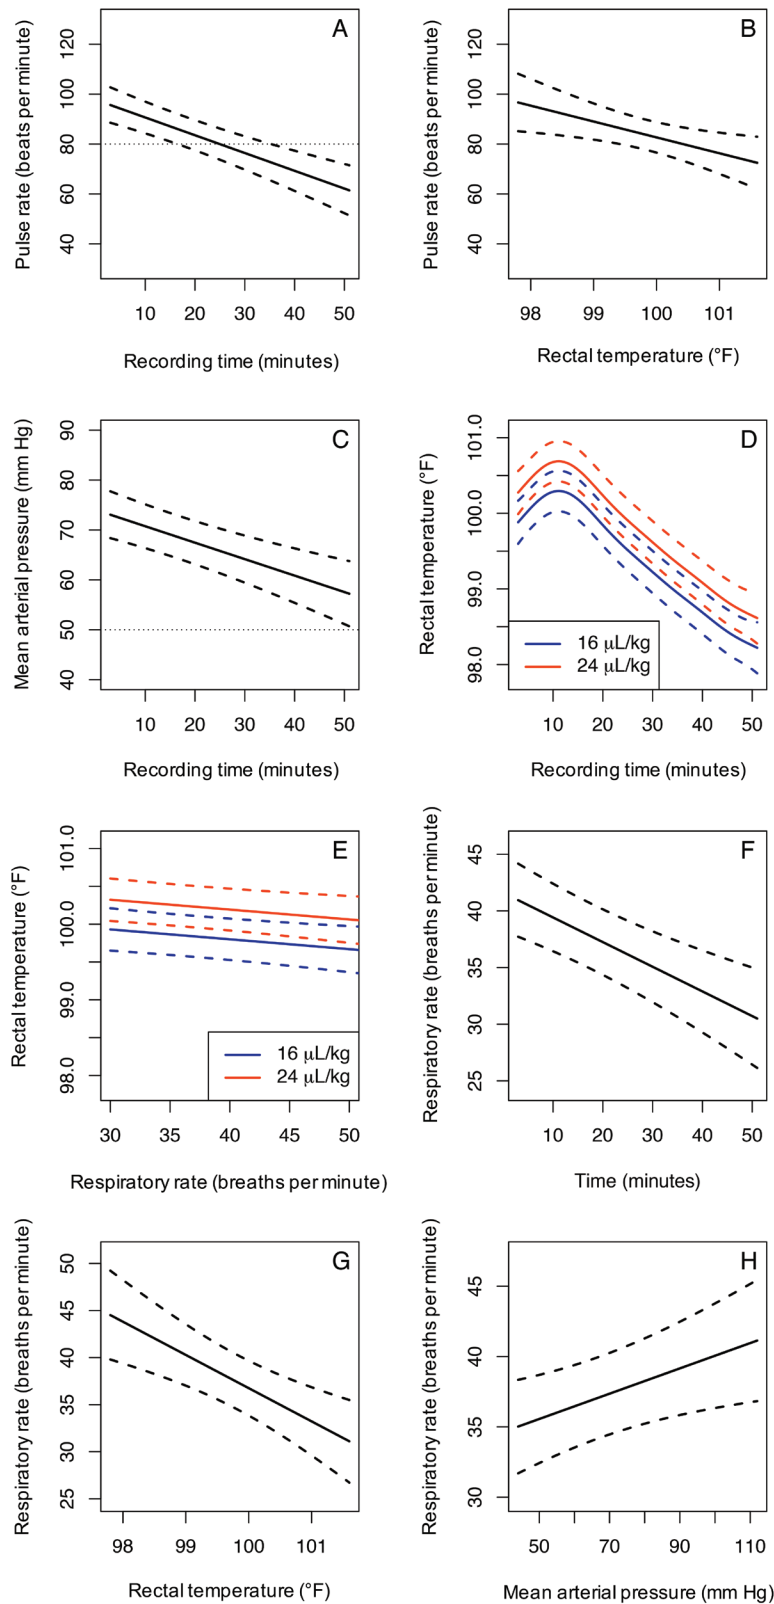 A
Pulse rate (beats per minute)
120
100
80
60
40
10 20 30 40 50
Recording time (minutes)
B
Pulse rate (beats per minute)
120
100
80
60
40
98 99 100 101
Rectal temperature (°F)
C
Mean arterial pressure (mm Hg)
90
80
70
60
50
40
10 20 30 40 50
Recording time (minutes)
D
Rectal temperature (°F)
101.0
100.0
99.0
98.0
16 µL/kg
24 µL/kg
10 20 30 40 50
Recording time (minutes)
E
Rectal temperature (°F)
101.0
100.0
99.0
98.0
16 µL/kg
24 µL/kg
30 35 40 45 50
Respiratory rate (breaths per minute)
F
Respiratory rate (breaths per minute)
45
40
35
30
25
10 20 30 40 50
Time (minutes)
G
Respiratory rate (breaths per minute)
50
45
40
35
30
25
98 99 100 101
Rectal temperature (°F)
H
Respiratory rate (breaths per minute)
45
40
35
30
50 70 90 110
Mean arterial pressure (mm Hg)